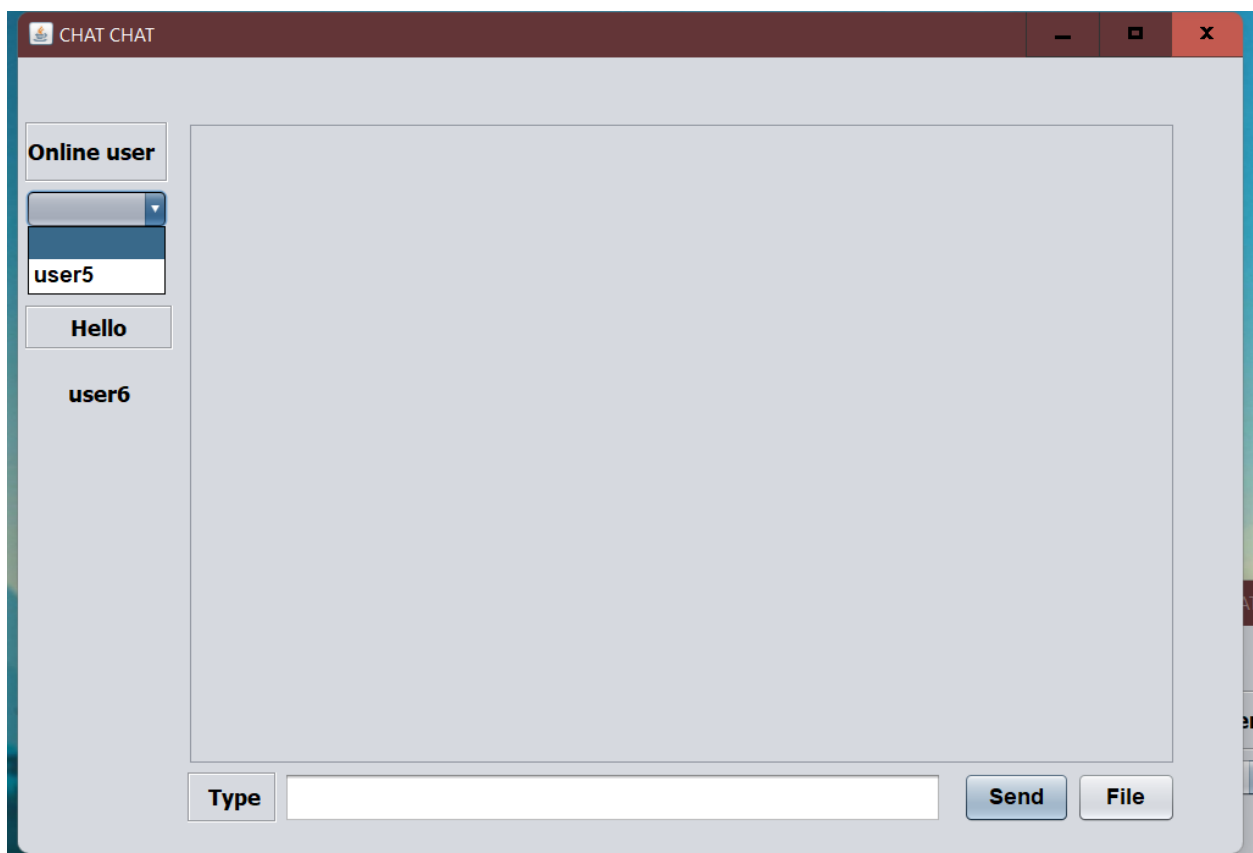 CHAT CHAT
Online user
user5
Hello
user6
Type
Send
File